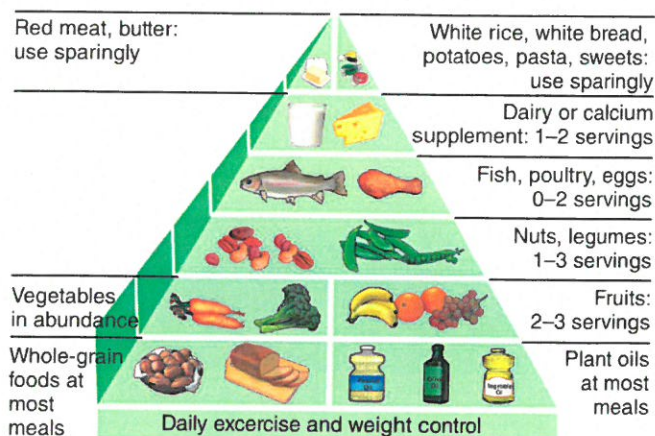 Red meat, butter:
use sparingly
White rice, white bread,
potatoes, pasta, sweets:
use sparingly
Dairy or calcium
supplement: 1–2 servings
Fish, poultry, eggs:
0–2 servings
Nuts, legumes:
1–3 servings
Vegetables
in abundance
Fruits:
2–3 servings
Whole-grain
foods at
most
meals
Plant oils
at most
meals
Daily excercise and weight control